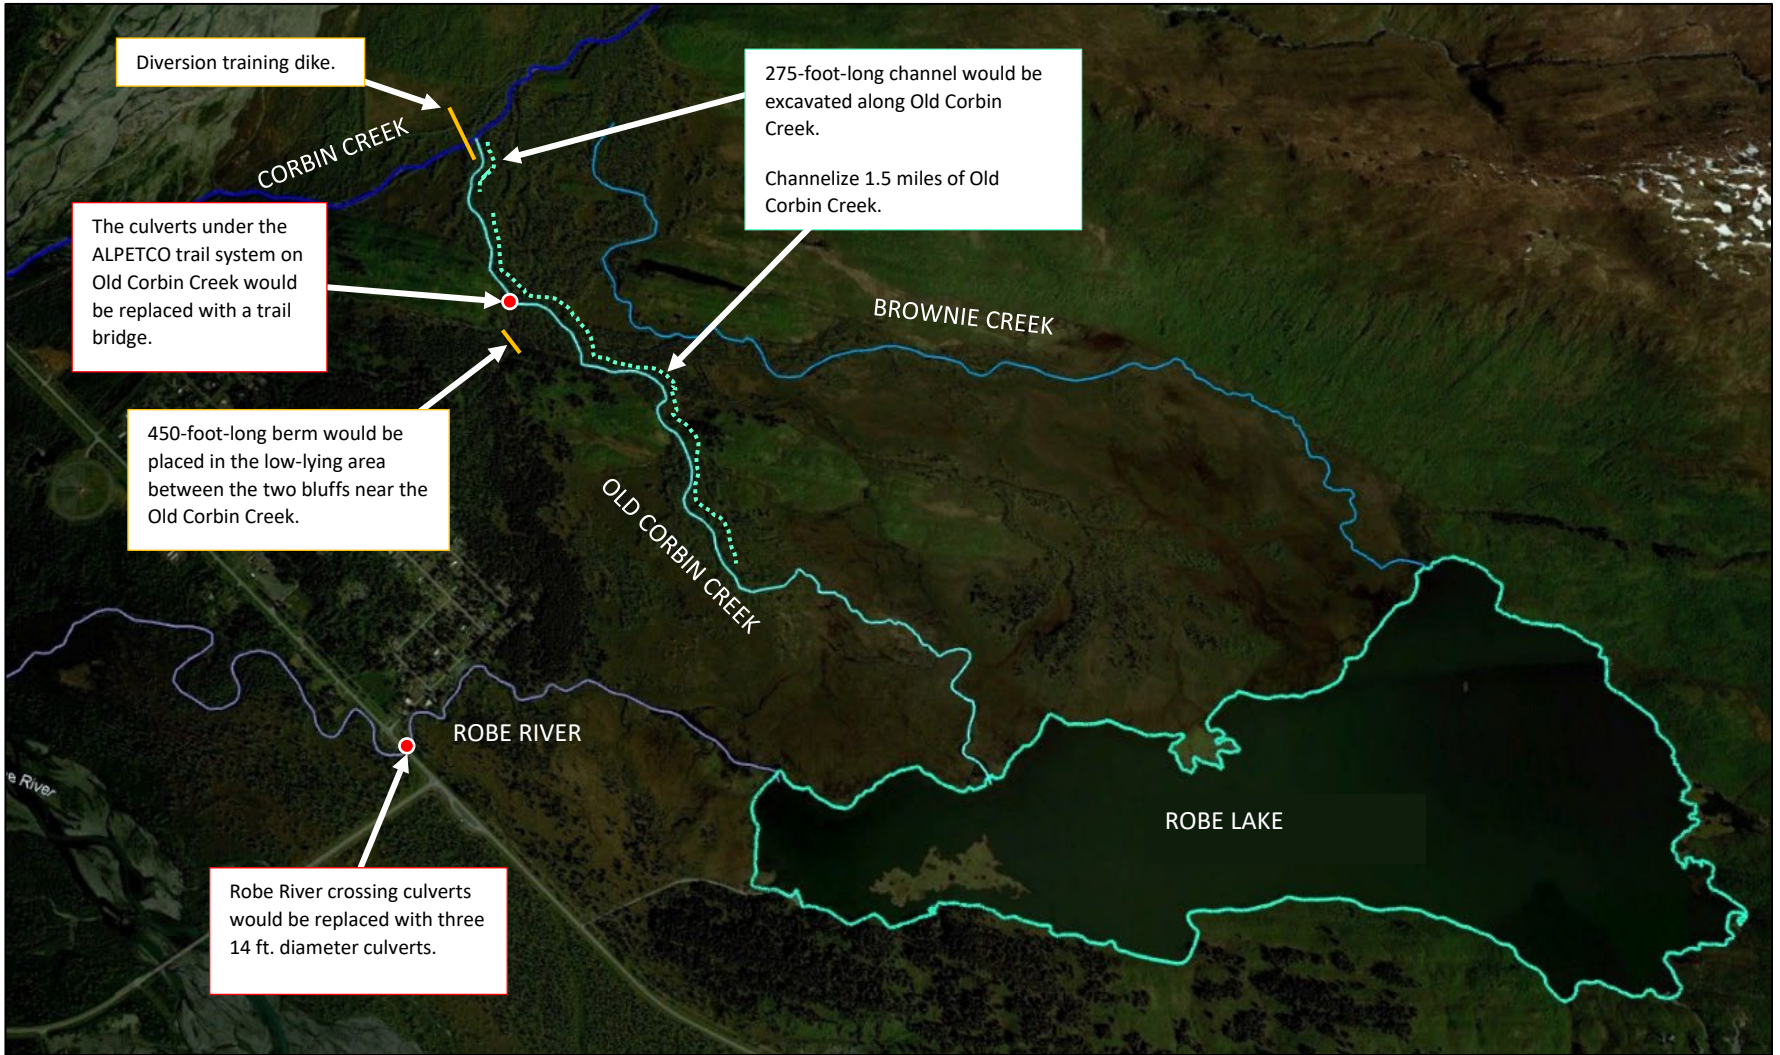 Diversion training dike.
275-foot-long channel would be
excavated along Old Corbin
Creek.
Channelize 1.5 miles of Old
Corbin Creek.
CORBIN CREEK
The culverts under the
ALPETCO trail system on
Old Corbin Creek would
be replaced with a trail
bridge.
BROWNIE CREEK
450-foot-long berm would be
placed in the low-lying area
between the two bluffs near the
Old Corbin Creek.
OLD CORBIN CREEK
ROBE RIVER
e River
ROBE LAKE
Robe River crossing culverts
would be replaced with three
14 ft. diameter culverts.